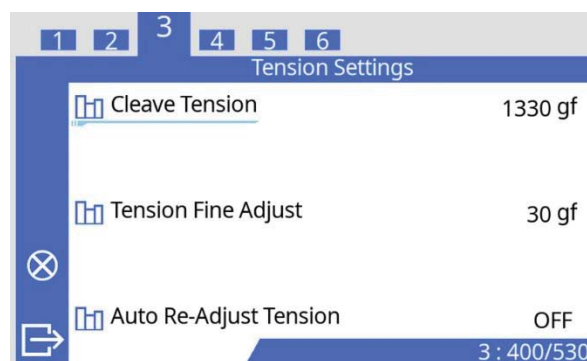 1 2 3 4 5 6
Tension Settings
Cleave Tension 1330 gf
Tension Fine Adjust 30 gf
Auto Re-Adjust Tension OFF
3 : 400/530